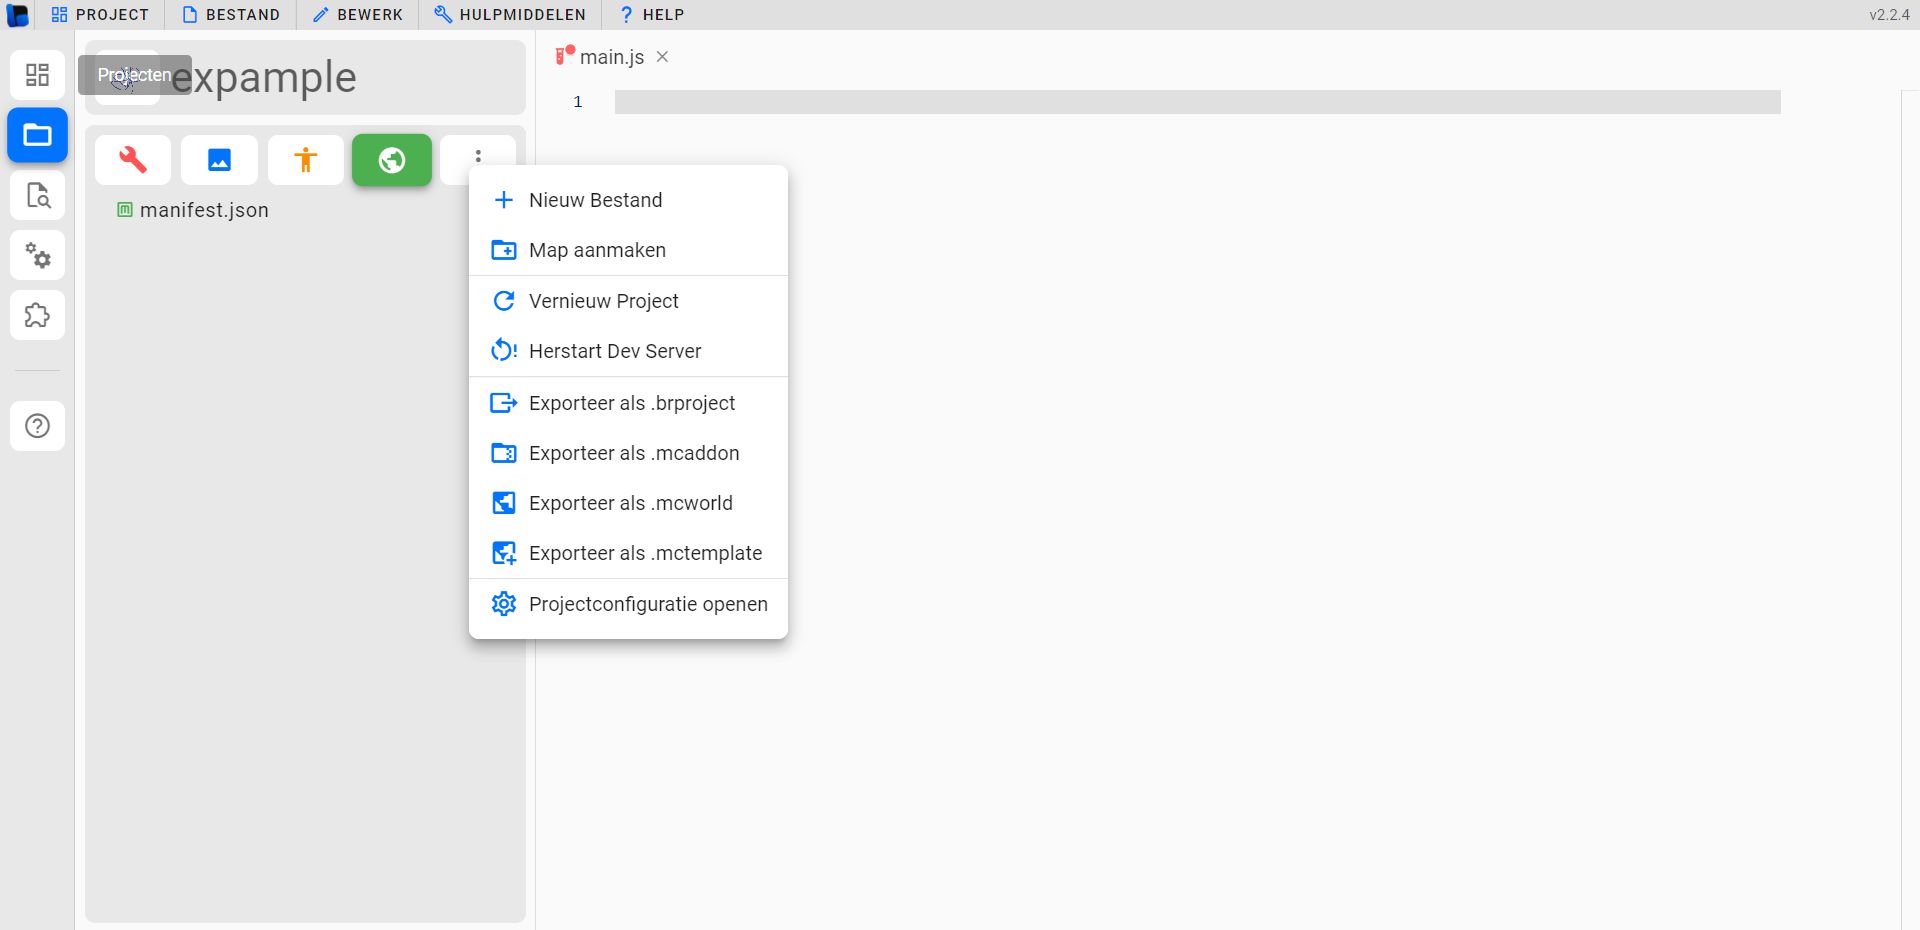 PROJECT
BESTAND
BEWERK
HULPMIDDELEN
HELP
v2.2.4
Projecten
expample
main.js
1
manifest.json
Nieuw Bestand
Map aanmaken
Vernieuw Project
Herstart Dev Server
Exporteer als .brproject
Exporteer als .mcaddon
Exporteer als .mcworld
Exporteer als .mctemplate
Projectconfiguratie openen